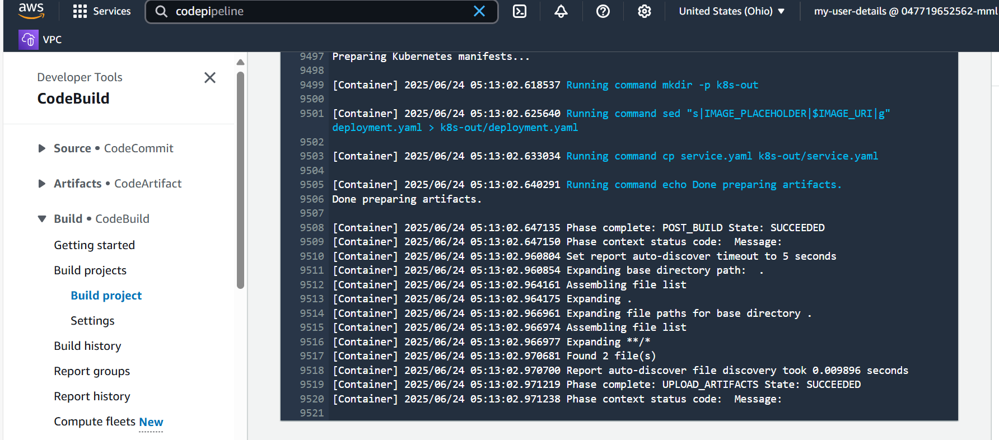 aws
Services
codepipeline
United States (Ohio)
my-user-details @ 047719652562-mml
VPC
Developer Tools
CodeBuild
Source • CodeCommit
Artifacts • CodeArtifact
Build • CodeBuild
Getting started
Build projects
Build project
Settings
Build history
Report groups
Report history
Compute fleets New
9497 Preparing Kubernetes manifests...
9498
9499 [Container] 2025/06/24 05:13:02.618537 Running command mkdir -p k8s-out
9500
9501 [Container] 2025/06/24 05:13:02.625640 Running command sed "s|IMAGE_PLACEHOLDER|$IMAGE_URI|g"
deployment.yaml > k8s-out/deployment.yaml
9502
9503 [Container] 2025/06/24 05:13:02.633034 Running command cp service.yaml k8s-out/service.yaml
9504
9505 [Container] 2025/06/24 05:13:02.640291 Running command echo Done preparing artifacts.
9506 Done preparing artifacts.
9507
9508 [Container] 2025/06/24 05:13:02.647135 Phase complete: POST_BUILD State: SUCCEEDED
9509 [Container] 2025/06/24 05:13:02.647150 Phase context status code:  Message:
9510 [Container] 2025/06/24 05:13:02.960804 Set report auto-discover timeout to 5 seconds
9511 [Container] 2025/06/24 05:13:02.960854 Expanding base directory path:  .
9512 [Container] 2025/06/24 05:13:02.964161 Assembling file list
9513 [Container] 2025/06/24 05:13:02.964175 Expanding .
9514 [Container] 2025/06/24 05:13:02.966961 Expanding file paths for base directory .
9515 [Container] 2025/06/24 05:13:02.966974 Assembling file list
9516 [Container] 2025/06/24 05:13:02.966977 Expanding **/*
9517 [Container] 2025/06/24 05:13:02.970681 Found 2 file(s)
9518 [Container] 2025/06/24 05:13:02.970700 Report auto-discover file discovery took 0.009896 seconds
9519 [Container] 2025/06/24 05:13:02.971219 Phase complete: UPLOAD_ARTIFACTS State: SUCCEEDED
9520 [Container] 2025/06/24 05:13:02.971238 Phase context status code:  Message:
9521